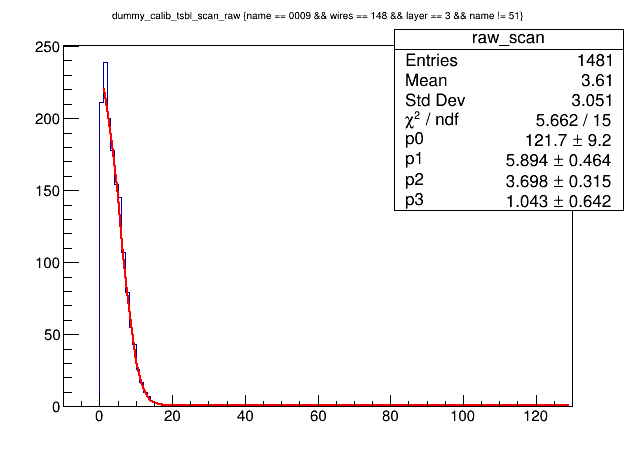 dummy_calib_tsbl_scan_raw {name == 0009 && wires == 148 && layer == 3 && name != 51}
raw_scan
Entries 1481
Mean 3.61
Std Dev 3.051
χ² / ndf 5.662 / 15
p0 121.7 ± 9.2
p1 5.894 ± 0.464
p2 3.698 ± 0.315
p3 1.043 ± 0.642
250
200
150
100
50
0
0 20 40 60 80 100 120